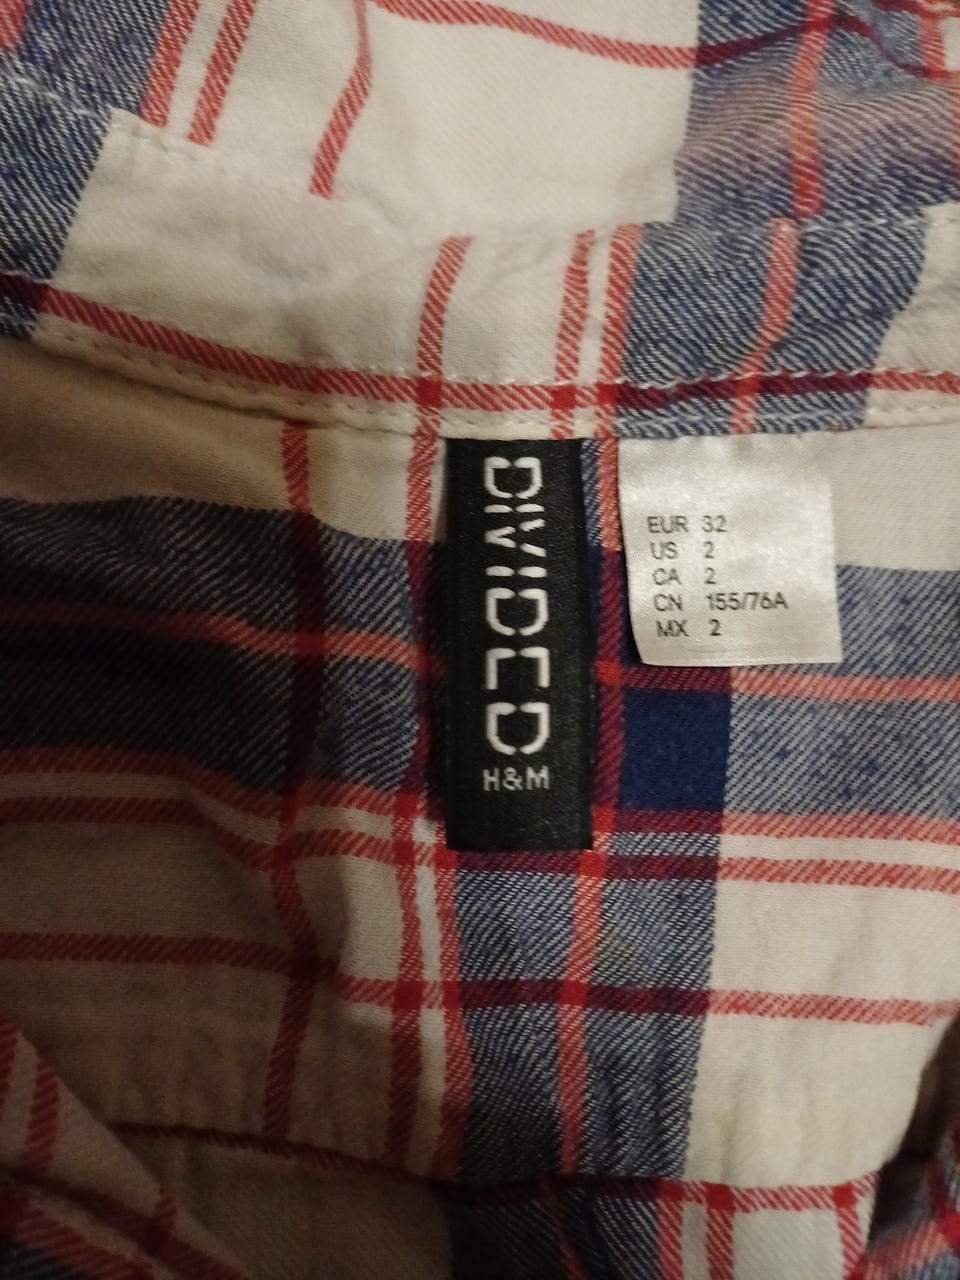 DIVIDED
H&M
EUR 32
US 2
CA 2
CN 155/76A
MX 2